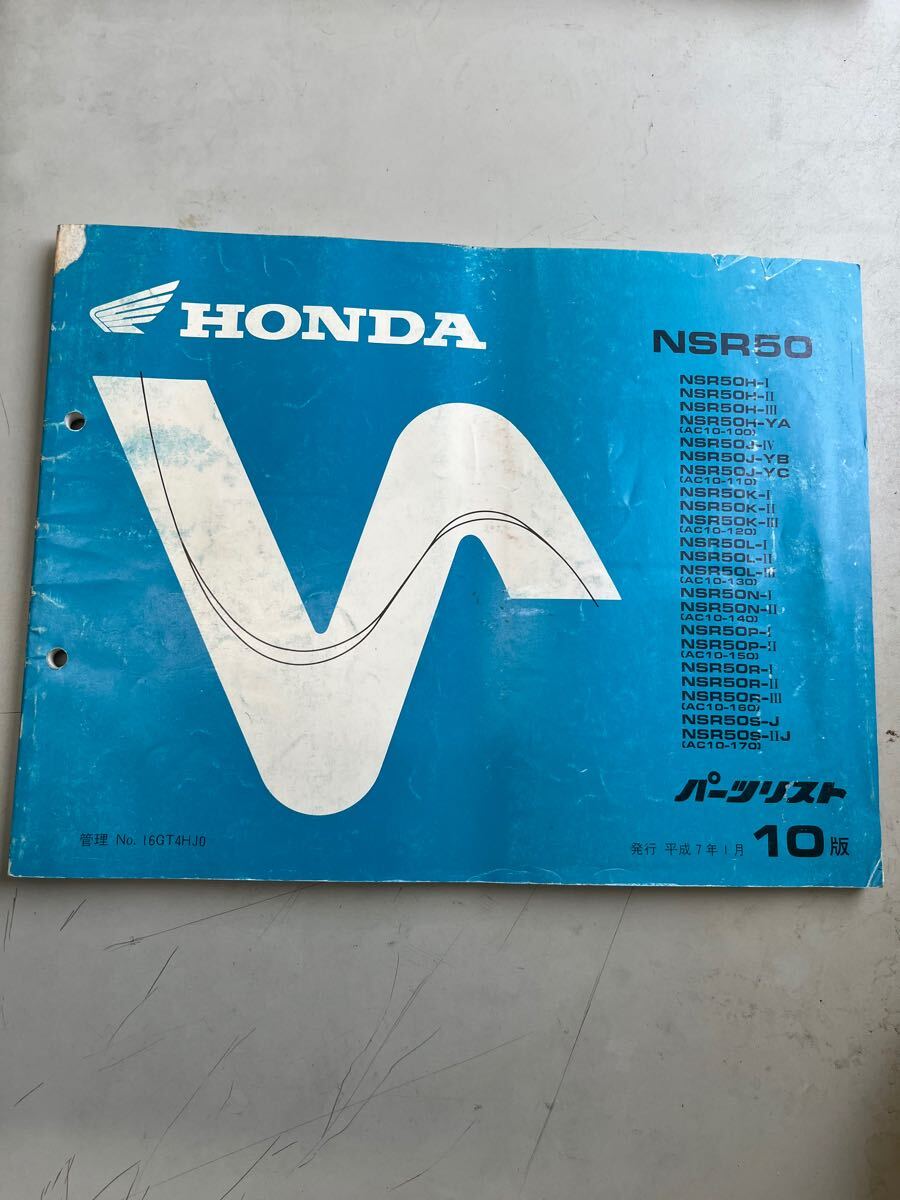 HONDA
NSR50
NSR50H-I
NSR50H-II
NSR50H-III
NSR50H-YA
(AC10-100)
NSR50J-IV
NSR50J-YB
NSR50J-YC
(AC10-110)
NSR50K-I
NSR50K-II
NSR50K-III
(AC10-120)
NSR50L-I
NSR50L-II
NSR50L-III
(AC10-130)
NSR50N-I
NSR50N-II
(AC10-140)
NSR50P-I
NSR50P-II
(AC10-150)
NSR50R-I
NSR50R-II
NSR50R-III
(AC10-160)
NSR50S-J
NSR50S-IIJ
(AC10-170)
パーツリスト
管理 No. 16GT4HJ0
発行 平成7年1月 10版